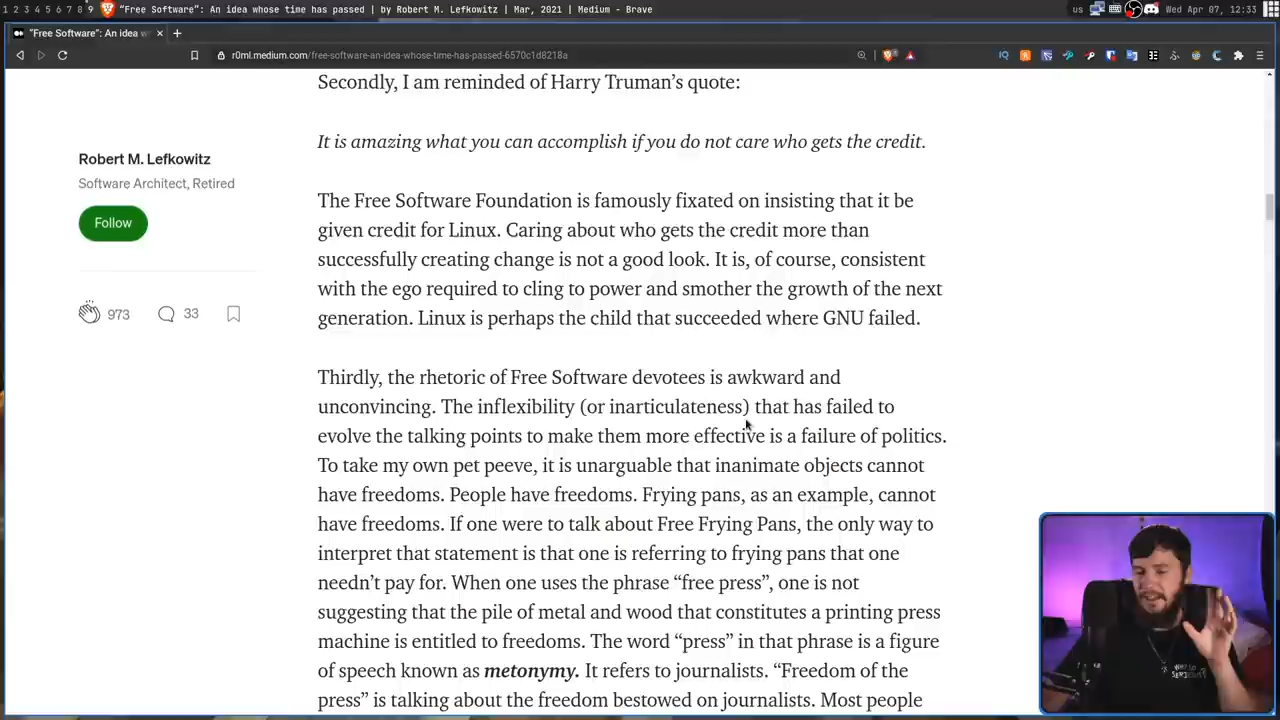 1 2 3 4 5 6 7 8 9 "Free Software": An idea whose time has passed | by Robert M. Lefkowitz | Mar, 2021 | Medium - Brave
us Wed Apr 07, 12:33
"Free Software": An idea w
r0ml.medium.com/free-software-an-idea-whose-time-has-passed-6570c1d8218a
Secondly, I am reminded of Harry Truman's quote:
It is amazing what you can accomplish if you do not care who gets the credit.
Robert M. Lefkowitz
Software Architect, Retired
Follow
973 33
The Free Software Foundation is famously fixated on insisting that it be
given credit for Linux. Caring about who gets the credit more than
successfully creating change is not a good look. It is, of course, consistent
with the ego required to cling to power and smother the growth of the next
generation. Linux is perhaps the child that succeeded where GNU failed.
Thirdly, the rhetoric of Free Software devotees is awkward and
unconvincing. The inflexibility (or inarticulateness) that has failed to
evolve the talking points to make them more effective is a failure of politics.
To take my own pet peeve, it is unarguable that inanimate objects cannot
have freedoms. People have freedoms. Frying pans, as an example, cannot
have freedoms. If one were to talk about Free Frying Pans, the only way to
interpret that statement is that one is referring to frying pans that one
needn't pay for. When one uses the phrase “free press”, one is not
suggesting that the pile of metal and wood that constitutes a printing press
machine is entitled to freedoms. The word “press” in that phrase is a figure
of speech known as metonymy. It refers to journalists. “Freedom of the
press” is talking about the freedom bestowed on journalists. Most people